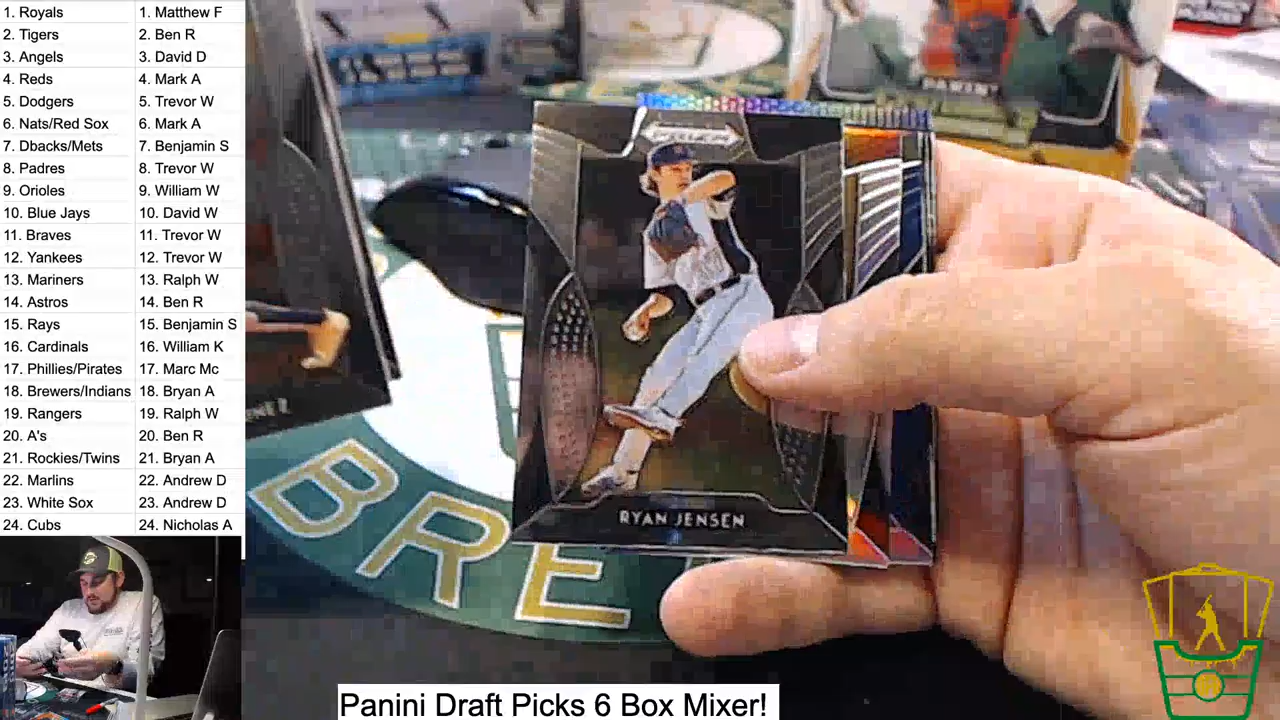 1. Royals 1. Matthew F
2. Tigers 2. Ben R
3. Angels 3. David D
4. Reds 4. Mark A
5. Dodgers 5. Trevor W
6. Nats/Red Sox 6. Mark A
7. Dbacks/Mets 7. Benjamin S
8. Padres 8. Trevor W
9. Orioles 9. William W
10. Blue Jays 10. David W
11. Braves 11. Trevor W
12. Yankees 12. Trevor W
13. Mariners 13. Ralph W
14. Astros 14. Ben R
15. Rays 15. Benjamin S
16. Cardinals 16. William K
17. Phillies/Pirates 17. Marc Mc
18. Brewers/Indians 18. Bryan A
19. Rangers 19. Ralph W
20. A's 20. Ben R
21. Rockies/Twins 21. Bryan A
22. Marlins 22. Andrew D
23. White Sox 23. Andrew D
24. Cubs 24. Nicholas A
PANINI
RYAN JENSEN
BRE
Panini Draft Picks 6 Box Mixer!